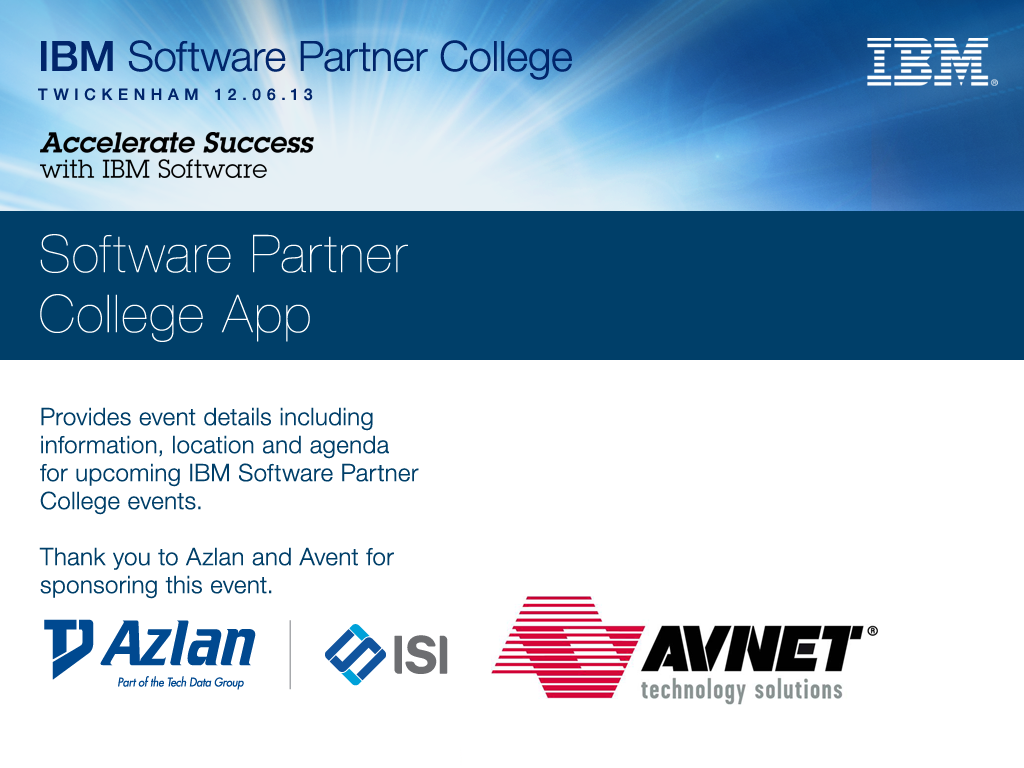 IBM Software Partner College
TWICKENHAM 12.06.13
IBM®
Accelerate Success
with IBM Software
Software Partner
College App
Provides event details including
information, location and agenda
for upcoming IBM Software Partner
College events.
Thank you to Azlan and Avent for
sponsoring this event.
TD Azlan
Part of the Tech Data Group
ISI
AVNET®
technology solutions